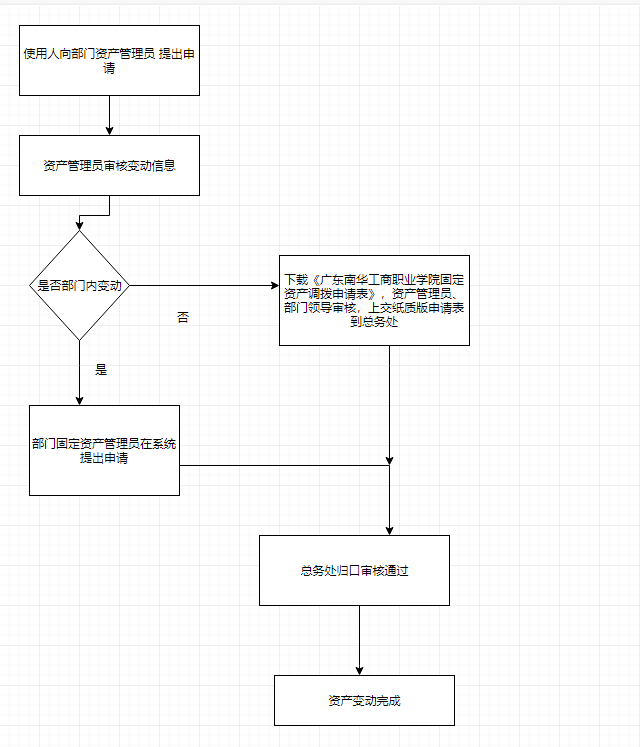 使用人向部门资产管理员 提出申
请
资产管理员审核变动信息
是否部门内变动
下载《广东南华工商职业学院固定
资产调拨申请表》，资产管理员、
部门领导审核，上交纸质版申请表
到总务处
否
是
部门固定资产管理员在系统
提出申请
总务处归口审核通过
资产变动完成